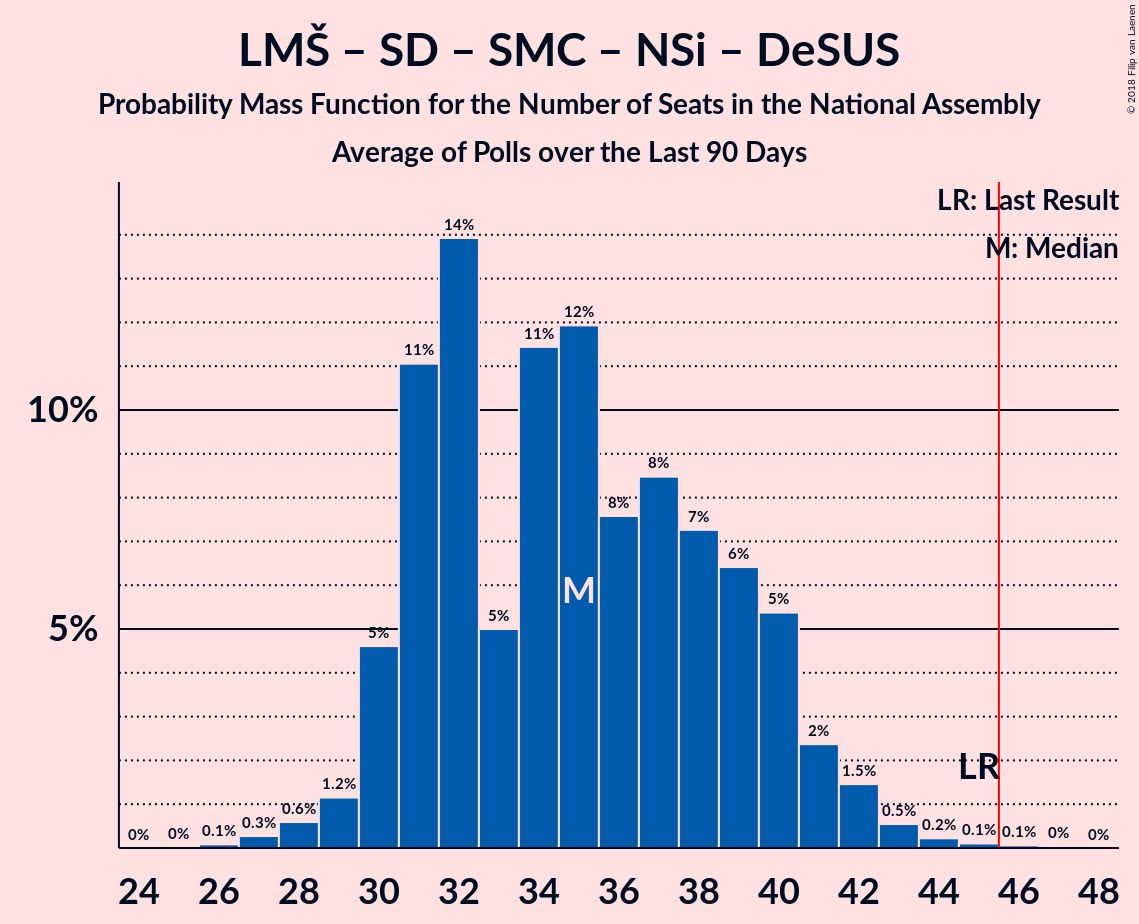 LMŠ – SD – SMC – NSi – DeSUS
Probability Mass Function for the Number of Seats in the National Assembly
Average of Polls over the Last 90 Days
© 2018 Filip van Laenen
LR: Last Result
M: Median
14%
12%
11%
11%
10%
8%
8%
7%
6%
M
5%
5%
5%
5%
2%
LR
1.5%
1.2%
0.6%
0.5%
0.3%
0.2%
0% 0% 0.1% 0.1% 0.1% 0% 0%
24 26 28 30 32 34 36 38 40 42 44 46 48